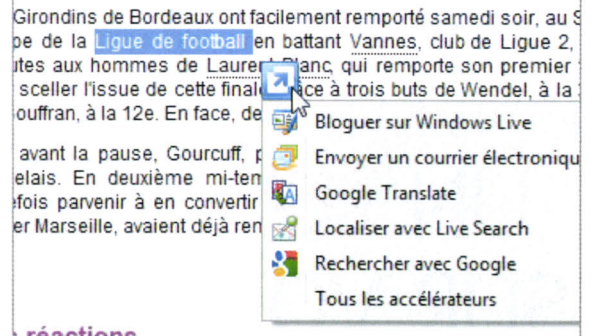 Girondins de Bordeaux ont facilement remporté samedi soir, au S
pe de la Ligue de football en battant Vannes, club de Ligue 2,
utes aux hommes de Laurent Blanc, qui remporte son premier
sceller l'issue de cette finale grâce à trois buts de Wendel, à la
ouffran, à la 12e. En face, de
avant la pause, Gourcuff, p
elais. En deuxième mi-tem
efois parvenir à en convertir
er Marseille, avaient déjà ren
réactions
Bloguer sur Windows Live
Envoyer un courrier électroniqu
Google Translate
Localiser avec Live Search
Rechercher avec Google
Tous les accélérateurs